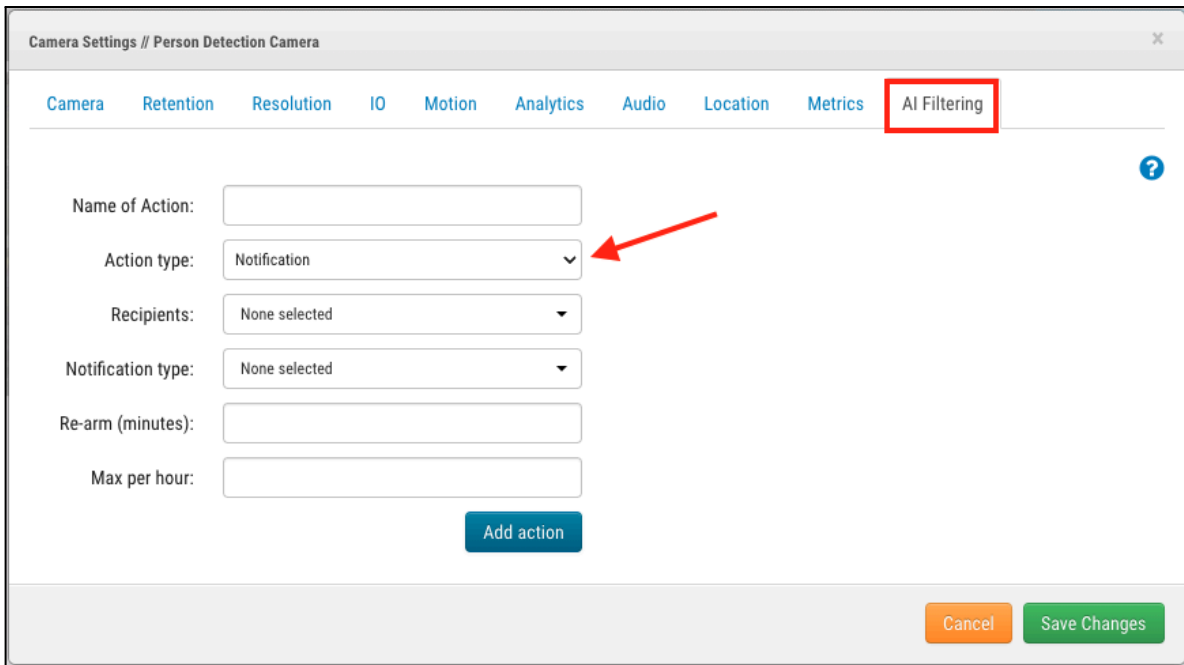 Camera Settings // Person Detection Camera ×
Camera Retention Resolution IO Motion Analytics Audio Location Metrics AI Filtering
?
Name of Action:
Action type: Notification
Recipients: None selected
Notification type: None selected
Re-arm (minutes):
Max per hour:
Add action
Cancel Save Changes